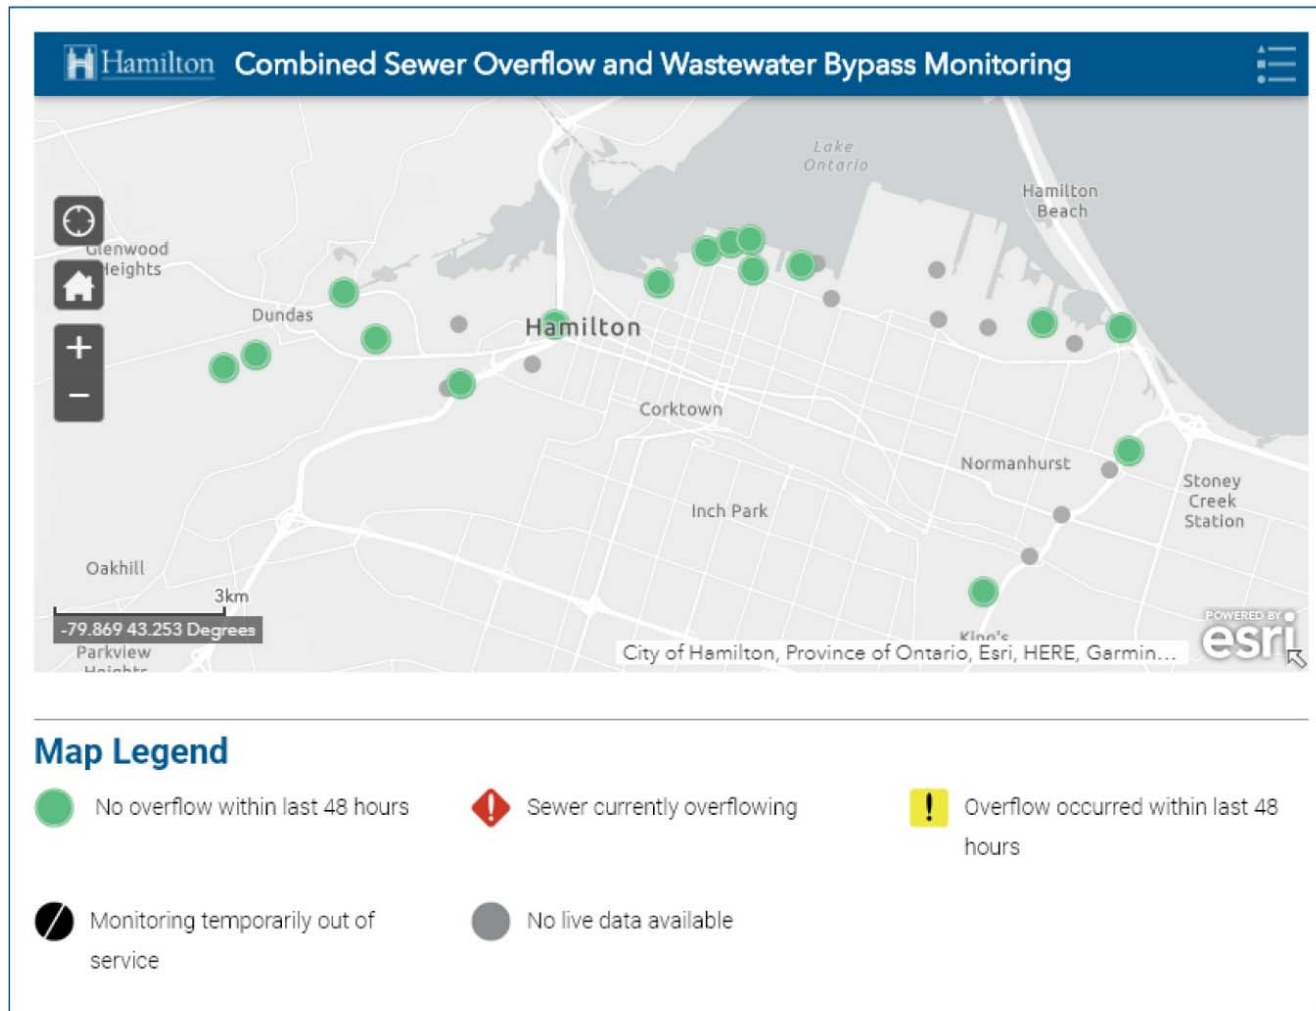 Hamilton Combined Sewer Overflow and Wastewater Bypass Monitoring
Lake
Ontario
Hamilton
Beach
Glenwood
Heights
Dundas
Hamilton
Corktown
Normanhurst
Stoney
Creek
Station
Inch Park
Oakhill
3km
-79.869 43.253 Degrees
Parkview
Heights
King's
City of Hamilton, Province of Ontario, Esri, HERE, Garmin...
POWERED BY
esri
Map Legend
No overflow within last 48 hours
Sewer currently overflowing
Overflow occurred within last 48
hours
Monitoring temporarily out of
service
No live data available